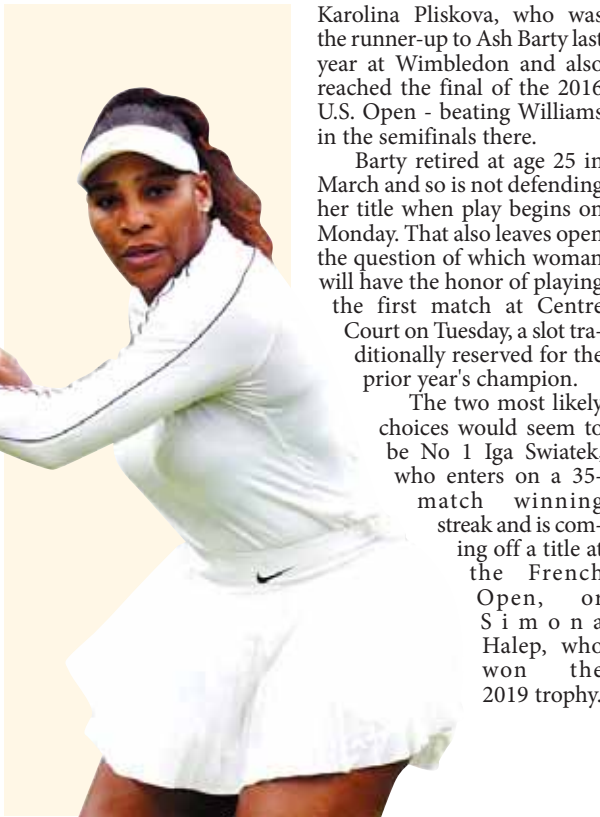 Karolina Pliskova, who was
the runner-up to Ash Barty last
year at Wimbledon and also
reached the final of the 2016
U.S. Open - beating Williams
in the semifinals there.
Barty retired at age 25 in
March and so is not defending
her title when play begins on
Monday. That also leaves open
the question of which woman
will have the honor of playing
the first match at Centre
Court on Tuesday, a slot tra-
ditionally reserved for the
prior year's champion.
The two most likely
choices would seem to
be No 1 Iga Swiatek,
who enters on a 35-
match winning
streak and is com-
ing off a title at
the French
Open, or
Simona
Halep, who
won the
2019 trophy.